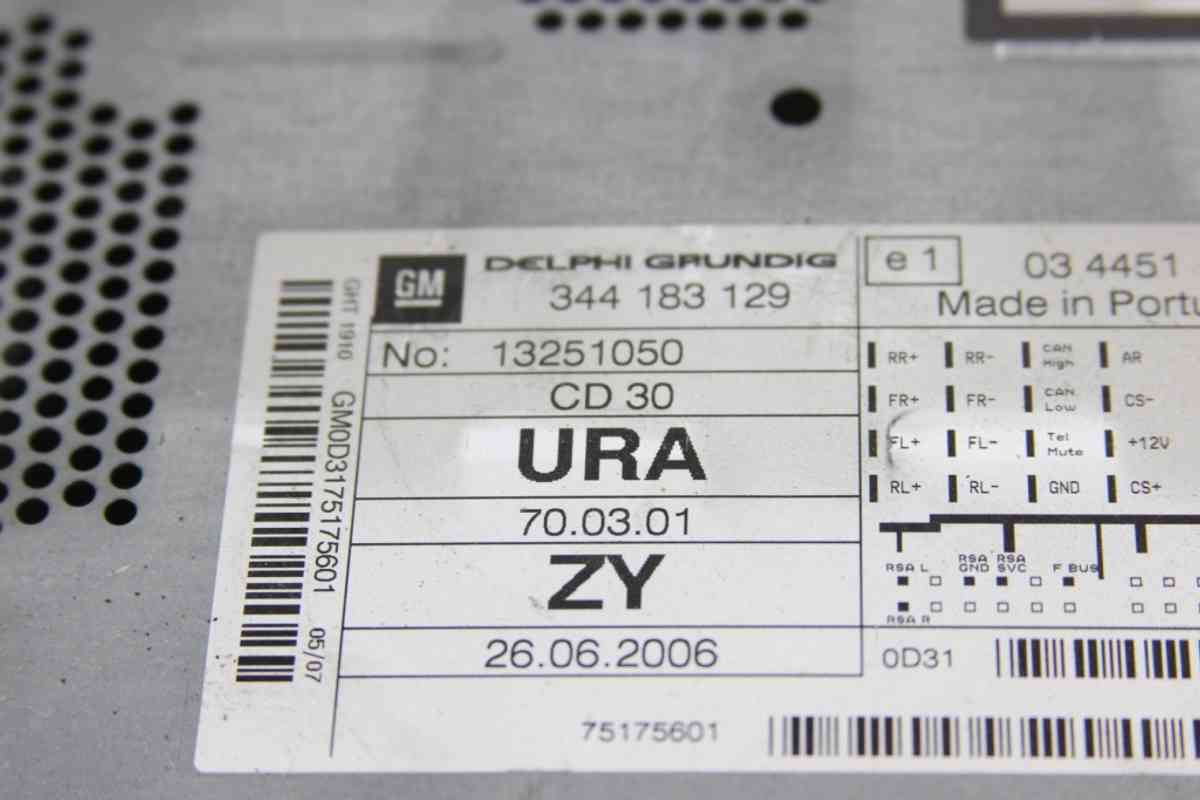 GM
DELPHI GRUNDIG
344 183 129
No: 13251050
CD 30
URA
70.03.01
ZY
26.06.2006
GHT 1910 GM0D3175175601 05/07
e 1
03 4451
Made in Portu
RR+ RR- CAN High AR
FR+ FR- CAN Low CS-
FL+ FL- Tel Mute +12V
RL+ RL- GND CS+
RSA L RSA GND RSA SVC F BUS
RSA R
0D31
75175601